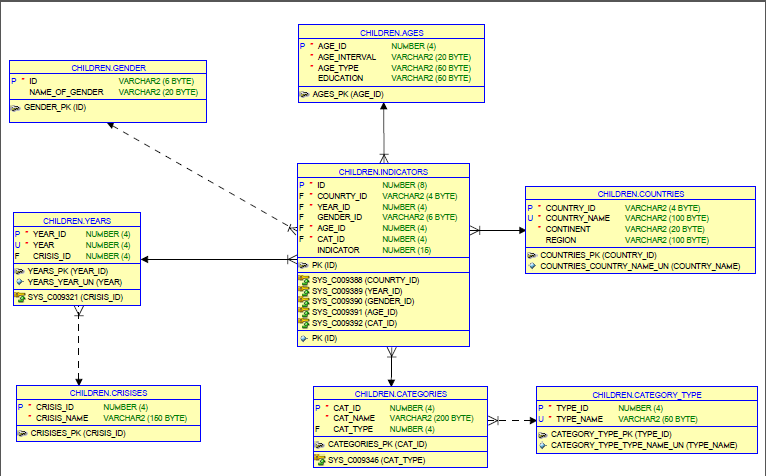 CHILDREN.AGES
P * AGE_ID NUMBER (4)
* AGE_INTERVAL VARCHAR2 (20 BYTE)
* AGE_TYPE VARCHAR2 (50 BYTE)
EDUCATION VARCHAR2 (60 BYTE)
AGES_PK (AGE_ID)
CHILDREN.GENDER
P * ID VARCHAR2 (6 BYTE)
NAME_OF_GENDER VARCHAR2 (20 BYTE)
GENDER_PK (ID)
CHILDREN.INDICATORS
P * ID NUMBER (8)
F * COUNRTY_ID VARCHAR2 (4 BYTE)
F * YEAR_ID NUMBER (4)
F GENDER_ID VARCHAR2 (6 BYTE)
F * AGE_ID NUMBER (4)
F * CAT_ID NUMBER (4)
INDICATOR NUMBER (16)
PK (ID)
SYS_C009388 (COUNRTY_ID)
SYS_C009389 (YEAR_ID)
SYS_C009390 (GENDER_ID)
SYS_C009391 (AGE_ID)
SYS_C009392 (CAT_ID)
PK (ID)
CHILDREN.COUNTRIES
P * COUNTRY_ID VARCHAR2 (4 BYTE)
U * COUNTRY_NAME VARCHAR2 (100 BYTE)
* CONTINENT VARCHAR2 (20 BYTE)
REGION VARCHAR2 (100 BYTE)
COUNTRIES_PK (COUNTRY_ID)
COUNTRIES_COUNTRY_NAME_UN (COUNTRY_NAME)
CHILDREN.YEARS
P * YEAR_ID NUMBER (4)
U * YEAR NUMBER (4)
F CRISIS_ID NUMBER (4)
YEARS_PK (YEAR_ID)
YEARS_YEAR_UN (YEAR)
SYS_C009321 (CRISIS_ID)
CHILDREN.CRISISES
P * CRISIS_ID NUMBER (4)
* CRISIS_NAME VARCHAR2 (150 BYTE)
CRISISES_PK (CRISIS_ID)
CHILDREN.CATEGORIES
P * CAT_ID NUMBER (4)
* CAT_NAME VARCHAR2 (200 BYTE)
F CAT_TYPE NUMBER (4)
CATEGORIES_PK (CAT_ID)
SYS_C009346 (CAT_TYPE)
CHILDREN.CATEGORY_TYPE
P * TYPE_ID NUMBER (4)
U * TYPE_NAME VARCHAR2 (60 BYTE)
CATEGORY_TYPE_PK (TYPE_ID)
CATEGORY_TYPE_TYPE_NAME_UN (TYPE_NAME)